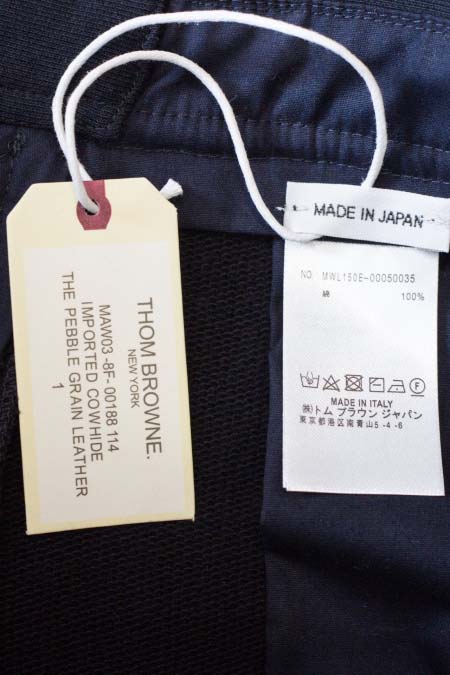 THOM BROWNE.
NEW YORK
MAW03 -8F- 00188 114
IMPORTED COWHIDE
THE PEBBLE GRAIN LEATHER
1
MADE IN JAPAN
NO. MWL150E-00050035
綿 100%
MADE IN ITALY
㈱トム ブラウン ジャパン
東京都港区南青山5-4-6